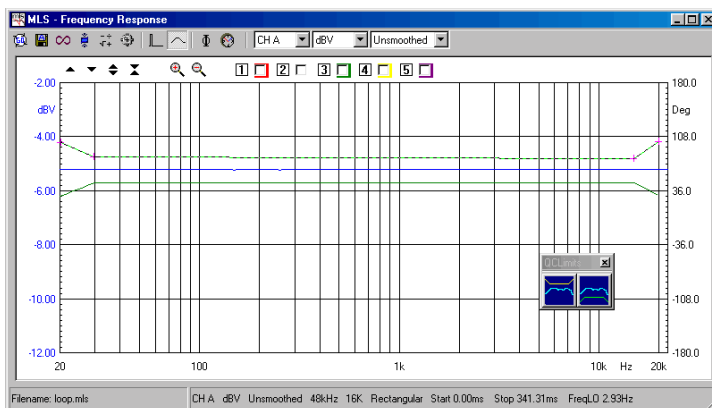 MLS - Frequency Response
CH A dBV Unsmoothed
1 2 3 4 5
-2.00 180.0
dBV Deg
-4.00 108.0
-6.00 36.0
-8.00 -36.0
QCLimits
-10.00 -108.0
-12.00 -180.0
20 100 1k 10k Hz 20k
Filename: loop.mls CH A dBV Unsmoothed 48kHz 16K Rectangular Start 0.00ms Stop 341.31ms FreqLO 2.93Hz